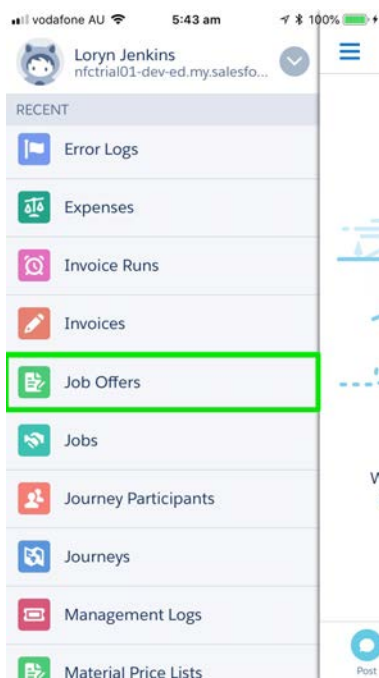 vodafone AU 5:43 am 100%
Loryn Jenkins
nfctrial01-dev-ed.my.salesfo...
RECENT
Error Logs
Expenses
Invoice Runs
Invoices
Job Offers
Jobs
Journey Participants
Journeys
W
Management Logs
Material Price Lists
Post